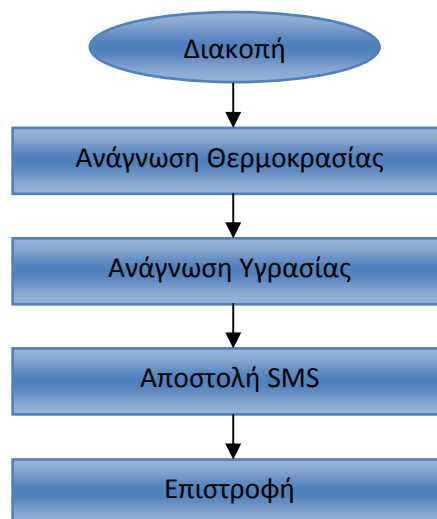 Διακοπή
Ανάγνωση Θερμοκρασίας
Ανάγνωση Υγρασίας
Αποστολή SMS
Επιστροφή